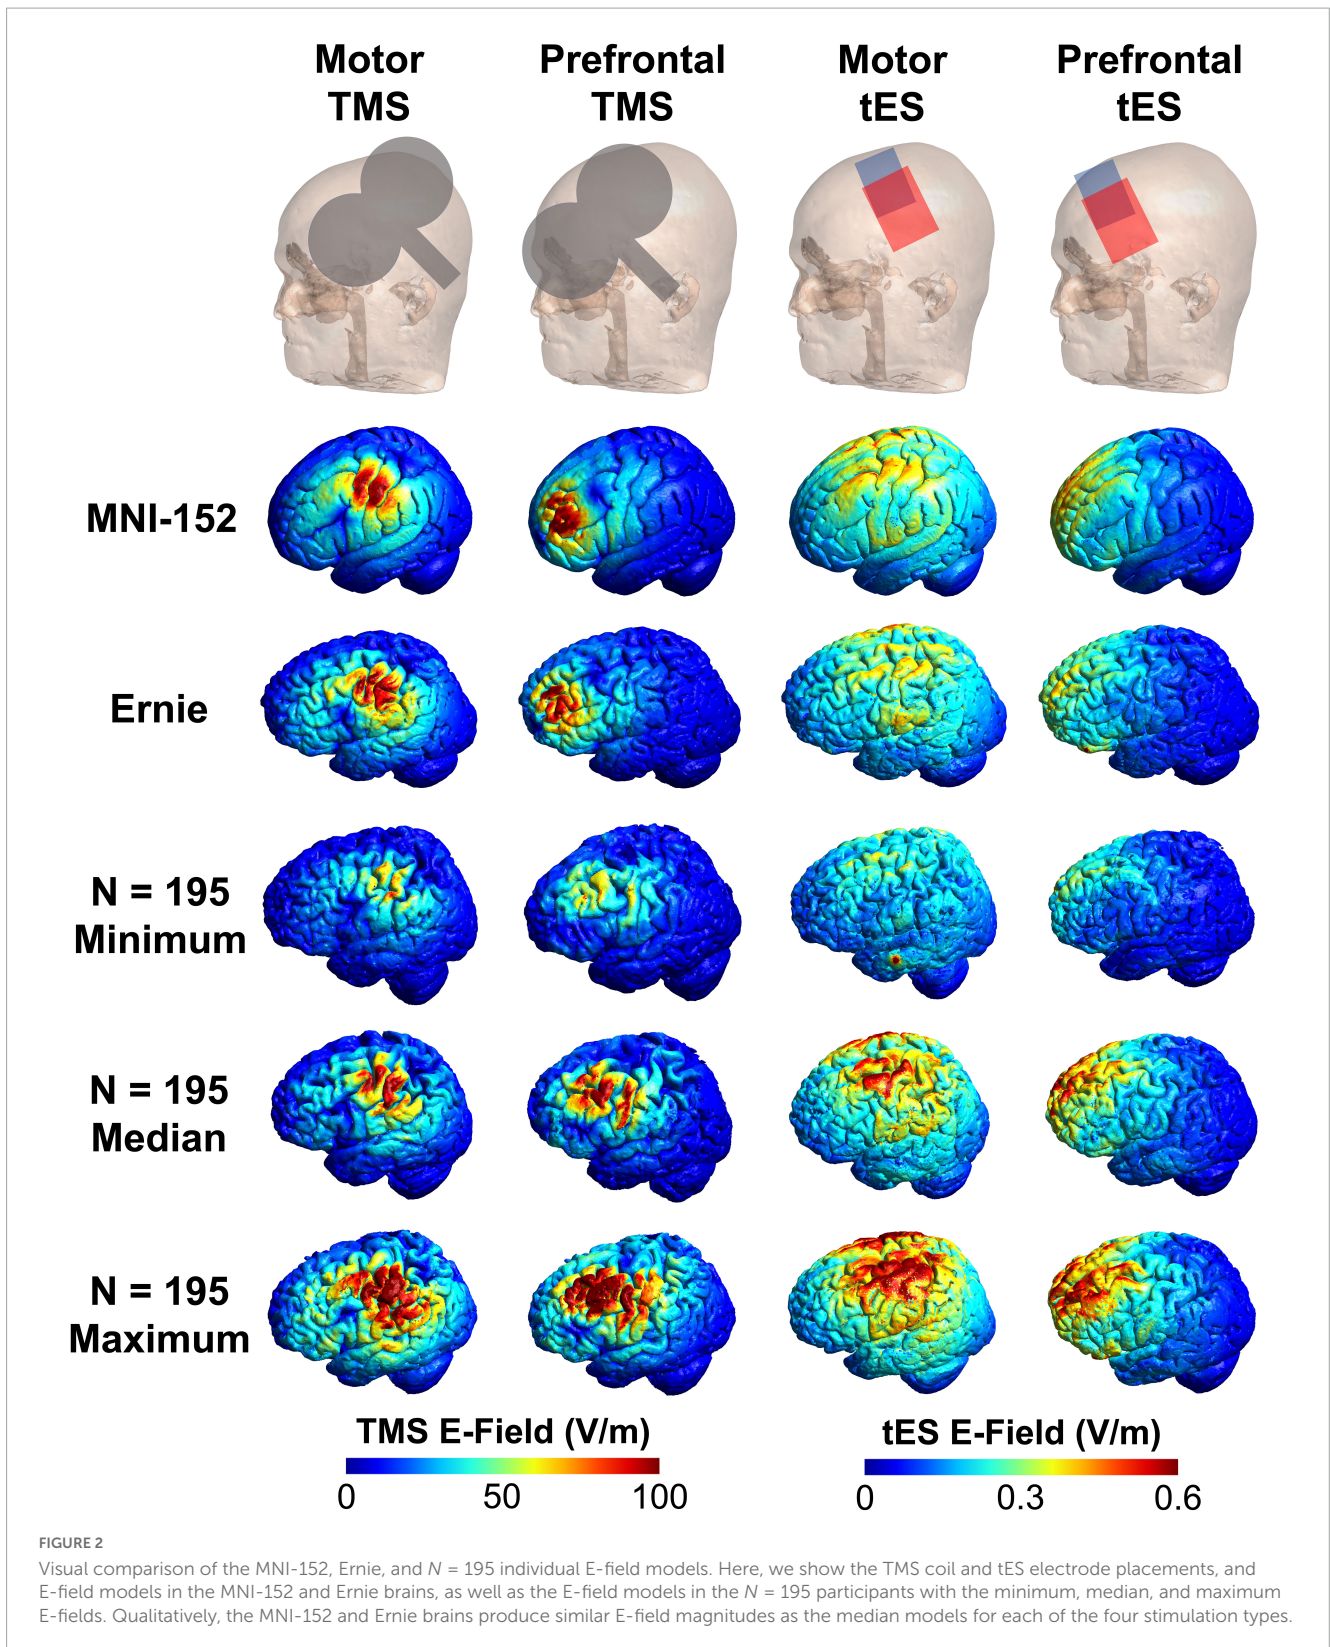 Motor TMS
Prefrontal TMS
Motor tES
Prefrontal tES
MNI-152
Ernie
N = 195
Minimum
N = 195
Median
N = 195
Maximum
TMS E-Field (V/m)
0 50 100
tES E-Field (V/m)
0 0.3 0.6
FIGURE 2
Visual comparison of the MNI-152, Ernie, and N = 195 individual E-field models. Here, we show the TMS coil and tES electrode placements, and
E-field models in the MNI-152 and Ernie brains, as well as the E-field models in the N = 195 participants with the minimum, median, and maximum
E-fields. Qualitatively, the MNI-152 and Ernie brains produce similar E-field magnitudes as the median models for each of the four stimulation types.